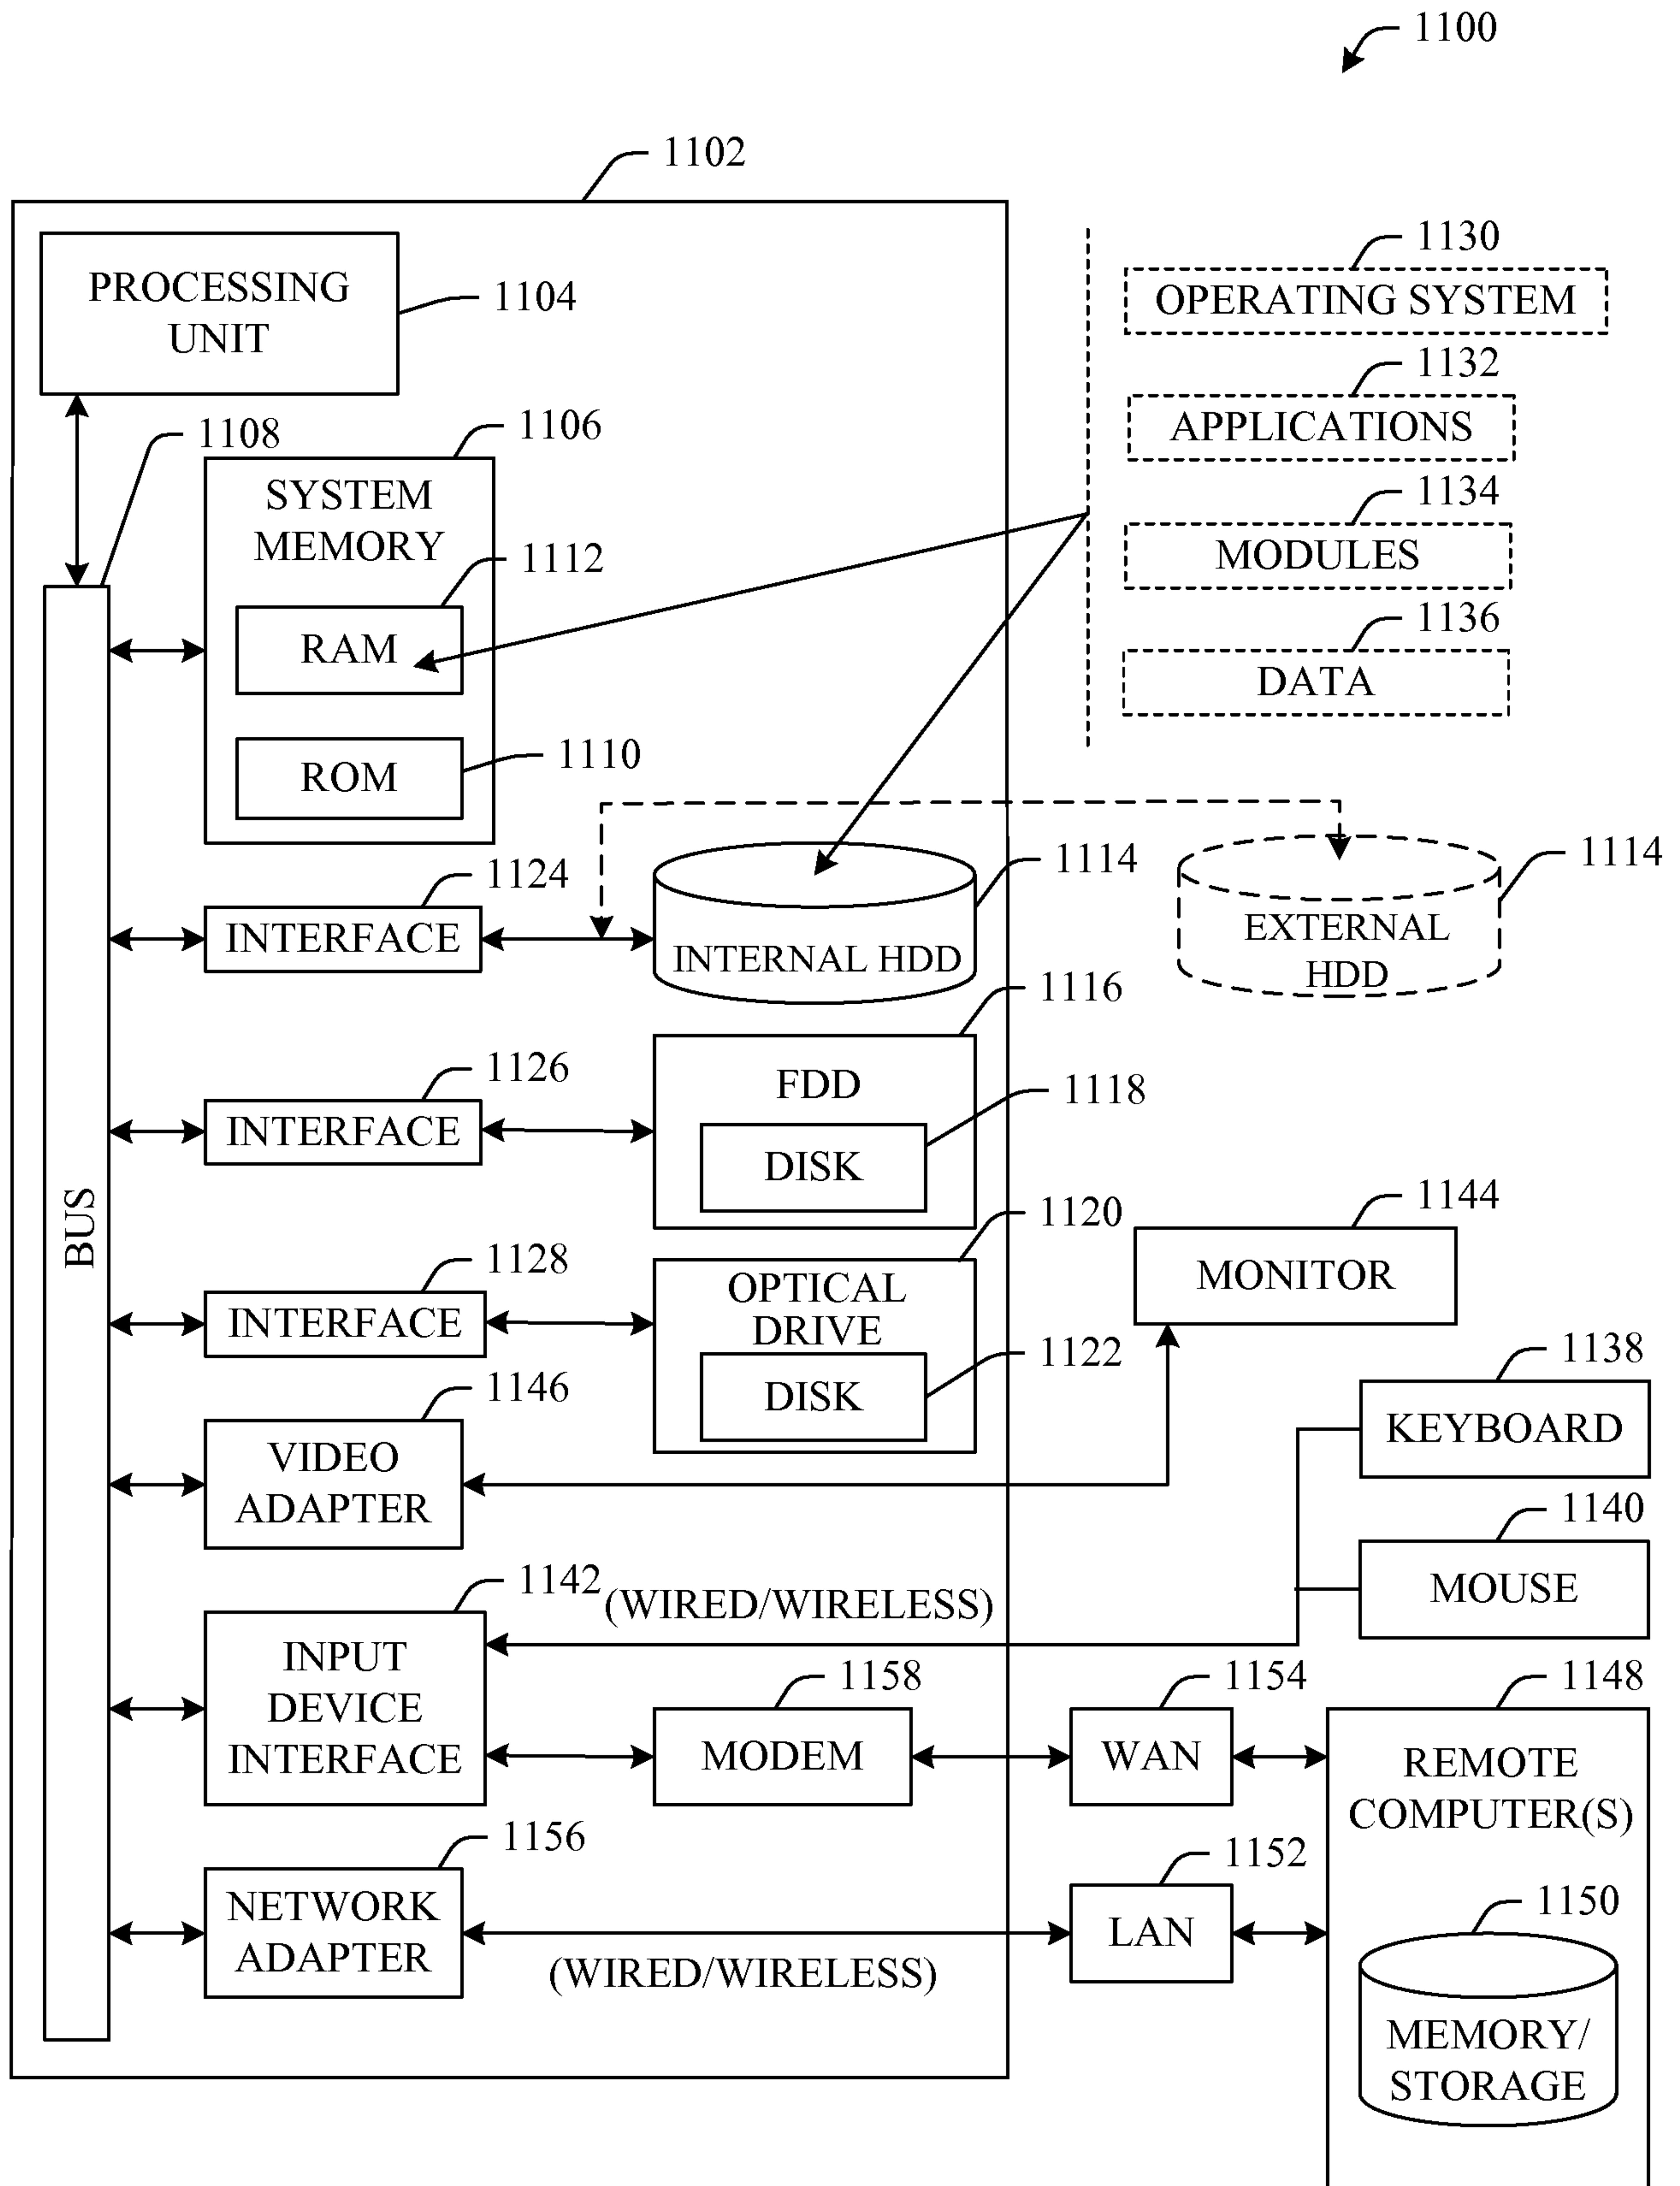 1100
1102
PROCESSING
UNIT
1104
1130
OPERATING SYSTEM
1132
APPLICATIONS
1134
MODULES
1136
DATA
1108
1106
SYSTEM
MEMORY
1112
RAM
1110
ROM
BUS
1124
INTERFACE
1114
INTERNAL HDD
1114
EXTERNAL
HDD
1126
INTERFACE
1116
FDD
1118
DISK
1128
INTERFACE
1120
OPTICAL
DRIVE
1122
DISK
1144
MONITOR
1146
VIDEO
ADAPTER
1138
KEYBOARD
1140
MOUSE
1142
(WIRED/WIRELESS)
INPUT
DEVICE
INTERFACE
1158
MODEM
1154
WAN
1148
REMOTE
COMPUTER(S)
1156
NETWORK
ADAPTER
(WIRED/WIRELESS)
1152
LAN
1150
MEMORY/
STORAGE